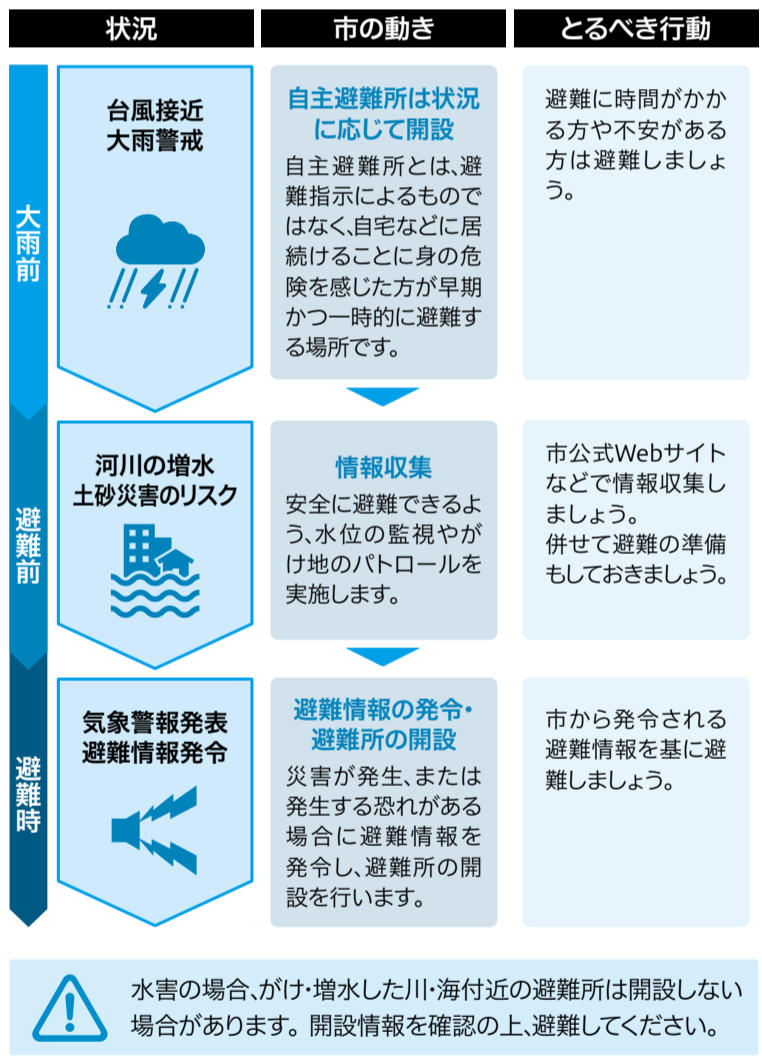 状況
市の動き
とるべき行動
大雨前
台風接近
大雨警戒
自主避難所は状況
に応じて開設
自主避難所とは、避
難指示によるもので
はなく、自宅などに居
続けることに身の危
険を感じた方が早期
かつ一時的に避難す
る場所です。
避難に時間がかか
る方や不安がある
方は避難しましょ
う。
避難前
河川の増水
土砂災害のリスク
情報収集
安全に避難できるよ
う、水位の監視やが
け地のパトロールを
実施します。
市公式Webサイト
などで情報収集し
ましょう。
併せて避難の準備
もしておきましょう。
避難時
気象警報発表
避難情報発令
避難情報の発令・
避難所の開設
災害が発生、または
発生する恐れがある
場合に避難情報を
発令し、避難所の開
設を行います。
市から発令される
避難情報を基に避
難しましょう。
水害の場合、がけ・増水した川・海付近の避難所は開設しない
場合があります。開設情報を確認の上、避難してください。